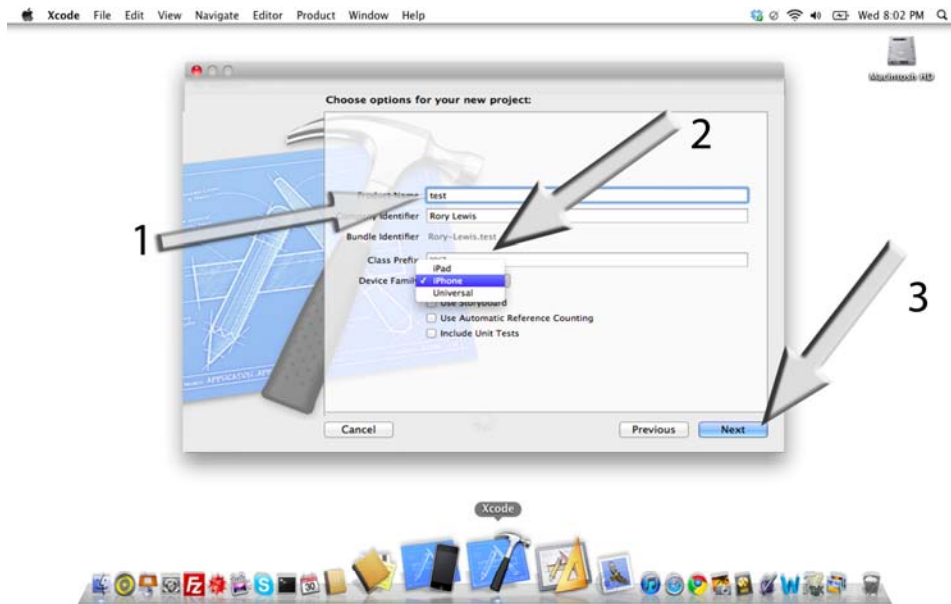 Xcode File Edit View Navigate Editor Product Window Help Wed 8:02 PM
Macintosh HD
Choose options for your new project:
2
Product Name test
Company Identifier Rory Lewis
1
Bundle Identifier Rory-Lewis.test
Class Prefix
iPad
Device Family ✓ iPhone
Universal
3
Use Storyboard
Use Automatic Reference Counting
Include Unit Tests
Cancel Previous Next
Xcode